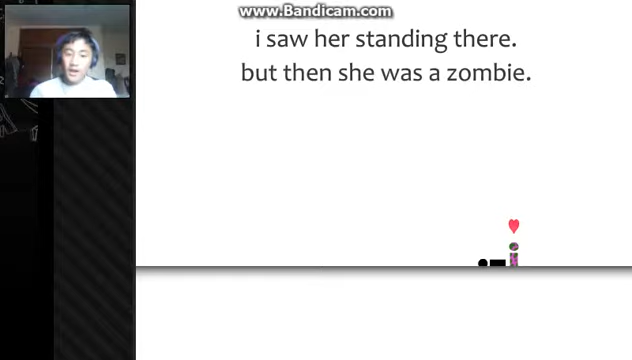 www.Bandicam.com
i saw her standing there.
but then she was a zombie.